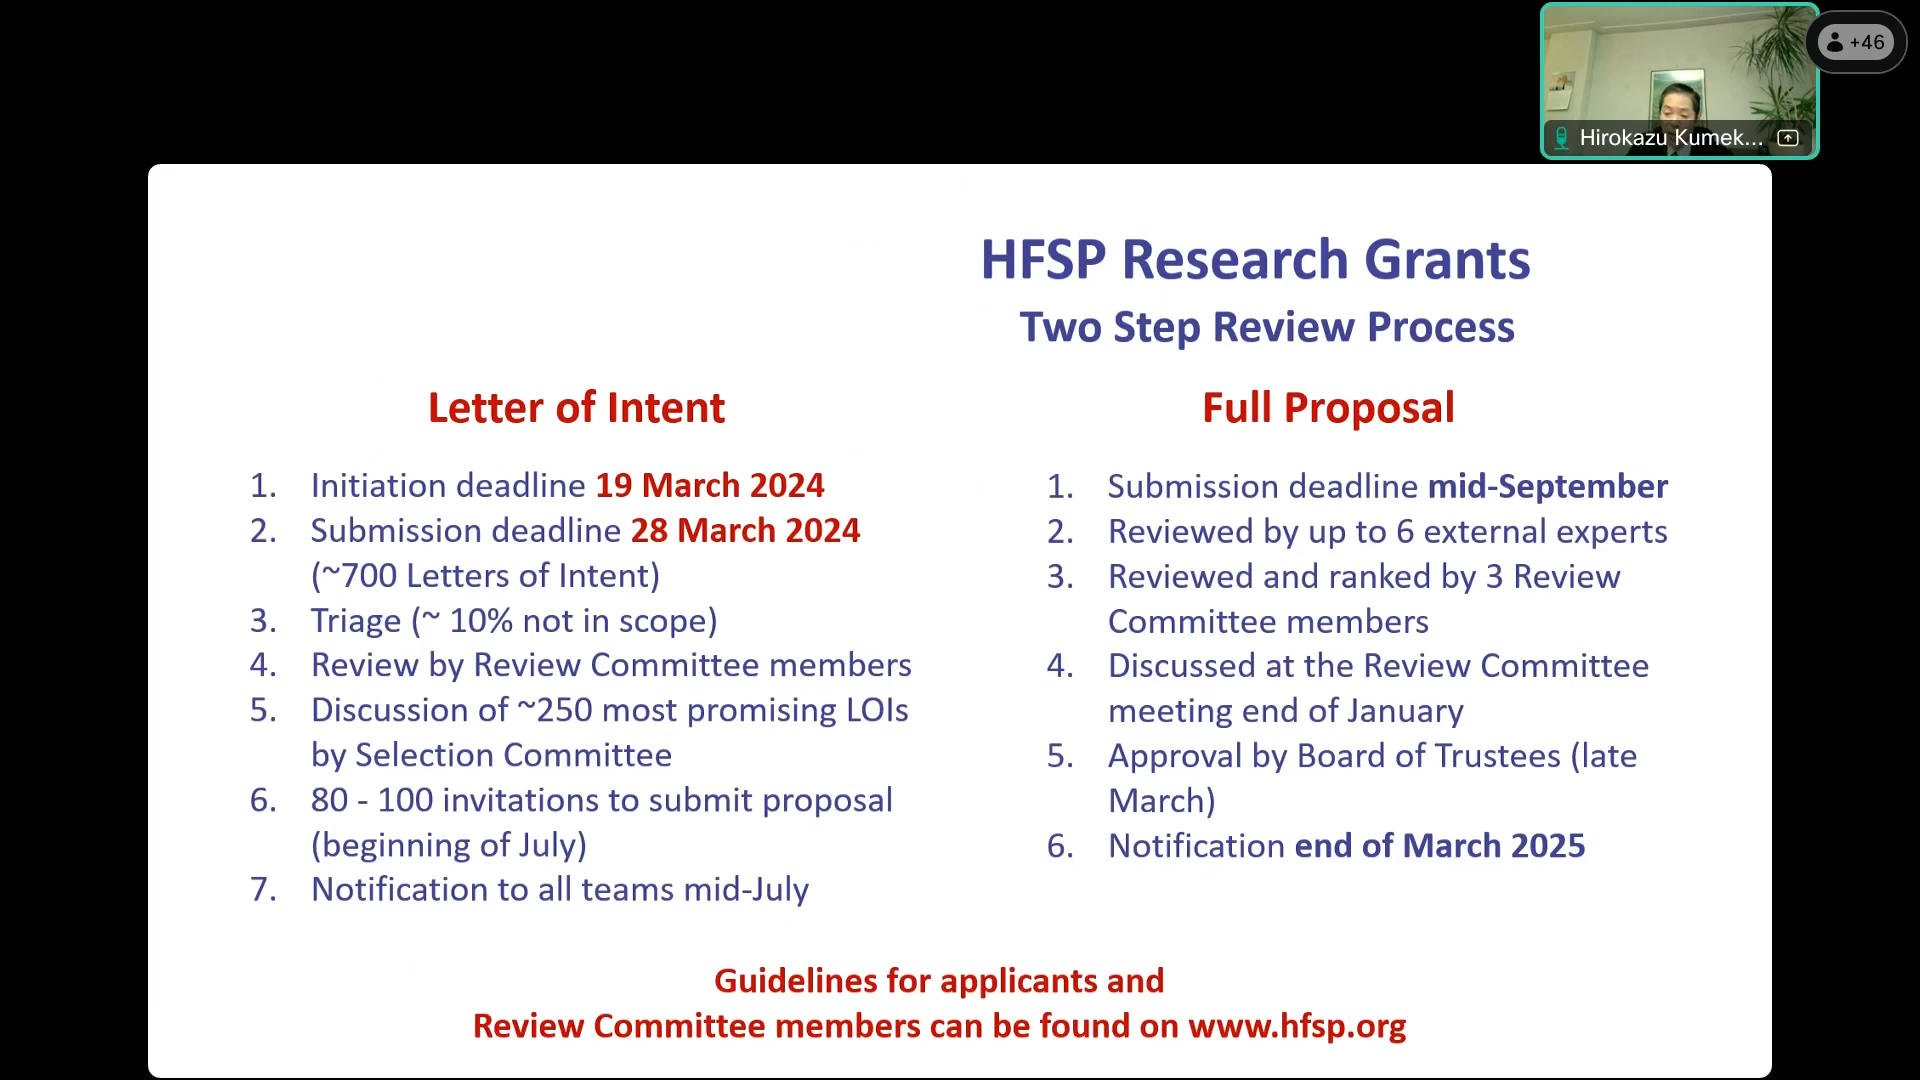 +46
Hirokazu Kumek...
HFSP Research Grants
Two Step Review Process
Letter of Intent
1. Initiation deadline 19 March 2024
2. Submission deadline 28 March 2024
(~700 Letters of Intent)
3. Triage (~ 10% not in scope)
4. Review by Review Committee members
5. Discussion of ~250 most promising LOIs
by Selection Committee
6. 80 - 100 invitations to submit proposal
(beginning of July)
7. Notification to all teams mid-July
Full Proposal
1. Submission deadline mid-September
2. Reviewed by up to 6 external experts
3. Reviewed and ranked by 3 Review
Committee members
4. Discussed at the Review Committee
meeting end of January
5. Approval by Board of Trustees (late
March)
6. Notification end of March 2025
Guidelines for applicants and
Review Committee members can be found on www.hfsp.org